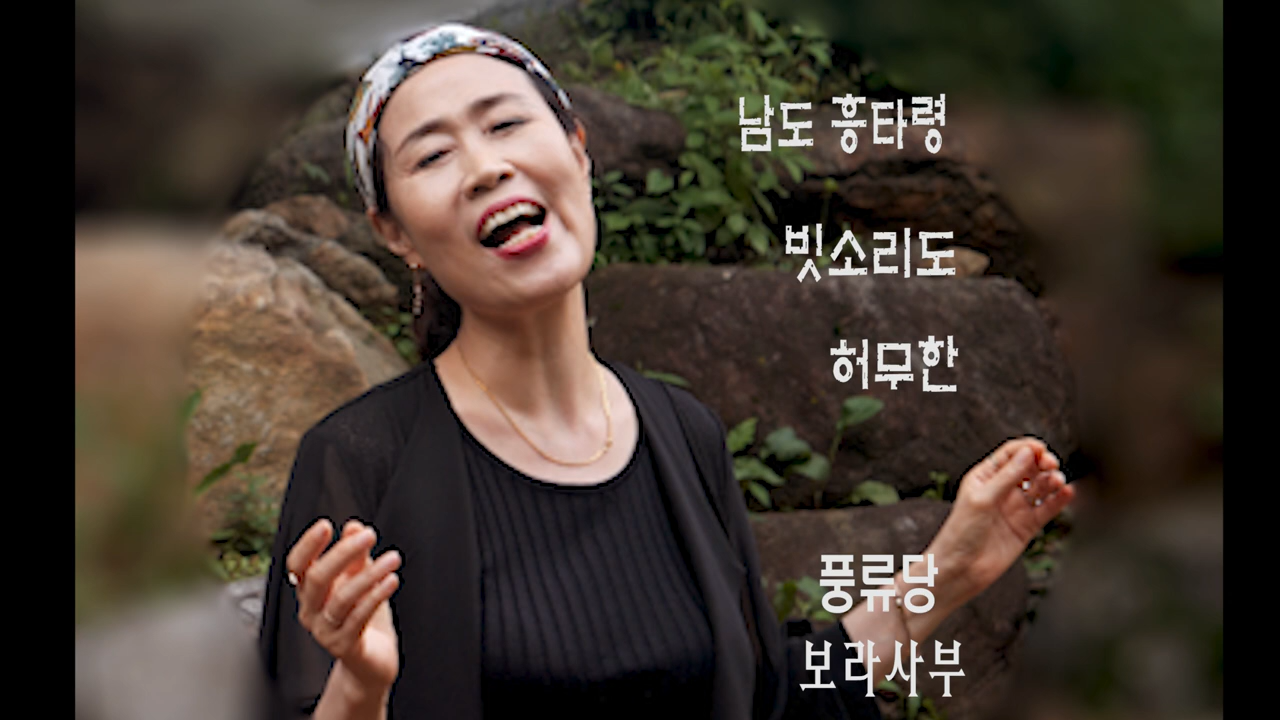 남도 흥타령
빗소리도
허무한
풍류당
보라사부